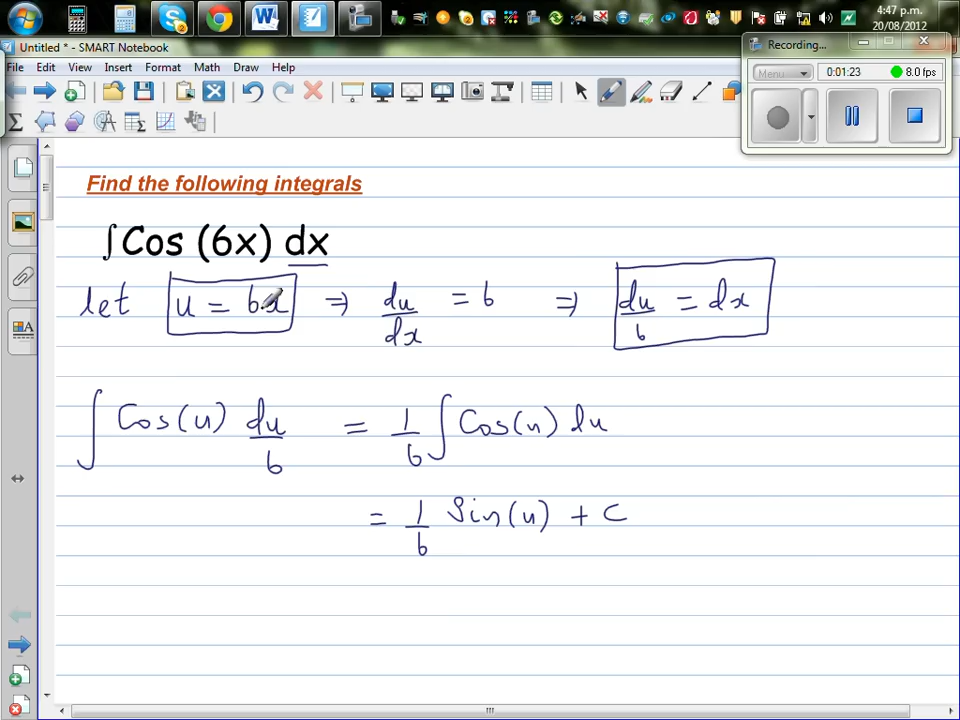 4:47 p.m.
20/08/2012
Untitled * - SMART Notebook
Recording...
File Edit View Insert Format Math Draw Help
Menu 0:01:23 8.0 fps
Find the following integrals
∫Cos (6x) dx
let u = 6x ⇒ du/dx = 6 ⇒ du/6 = dx
∫ Cos(u) du/6 = 1/6 ∫ Cos(u) du
= 1/6 Sin(u) + c